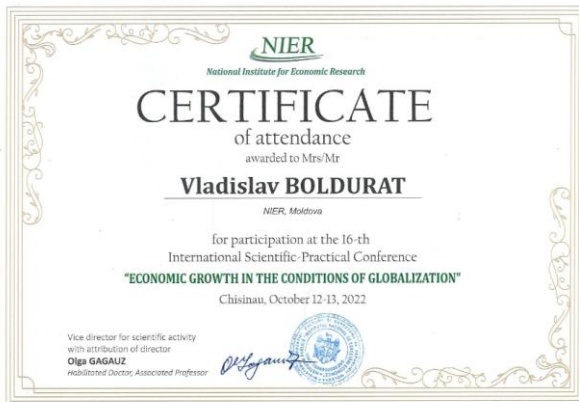 NIER
National Institute for Economic Research
CERTIFICATE
of attendance
awarded to Mrs/Mr
Vladislav BOLDURAT
NIER, Moldova
for participation at the 16-th
International Scientific-Practical Conference
"ECONOMIC GROWTH IN THE CONDITIONS OF GLOBALIZATION"
Chisinau, October 12-13, 2022
Vice director for scientific activity
with attribution of director
Olga GAGAUZ
Habilitated Doctor, Associated Professor